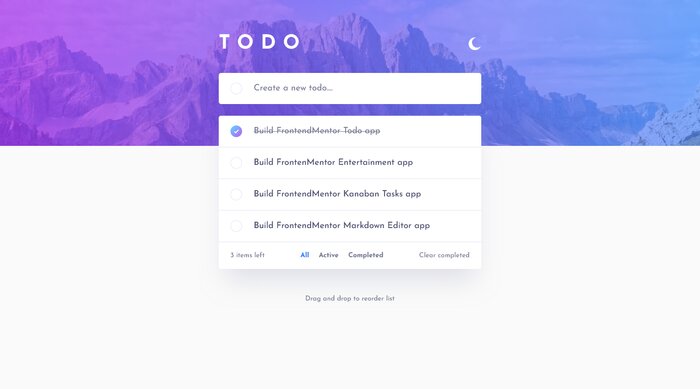 TODO
Create a new todo...
Build FrontendMentor Todo app
Build FrontenMentor Entertainment app
Build FrontendMentor Kanaban Tasks app
Build FrontendMentor Markdown Editor app
3 items left All Active Completed Clear completed
Drag and drop to reorder list